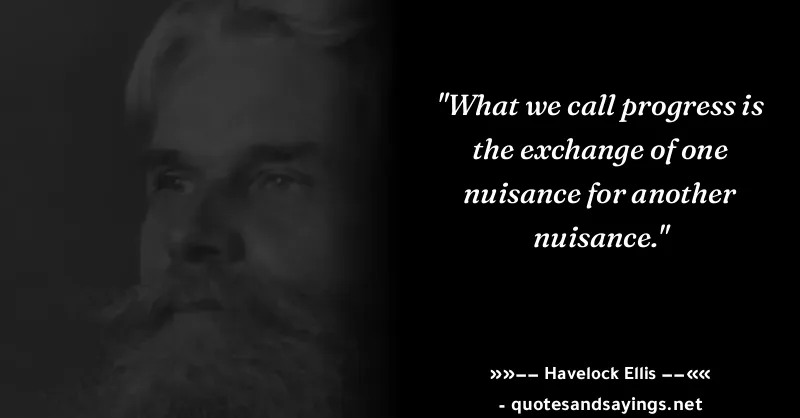 "What we call progress is
the exchange of one
nuisance for another
nuisance."
»»−− Havelock Ellis −−««
- quotesandsayings.net